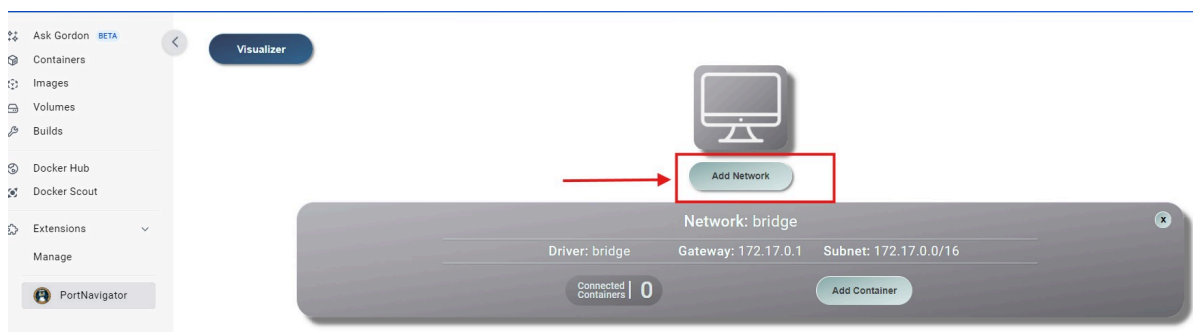 Ask Gordon BETA
Containers
Images
Volumes
Builds
Docker Hub
Docker Scout
Extensions
Manage
PortNavigator
Visualizer
Add Network
Network: bridge
x
Driver: bridge Gateway: 172.17.0.1 Subnet: 172.17.0.0/16
Connected
Containers 0
Add Container